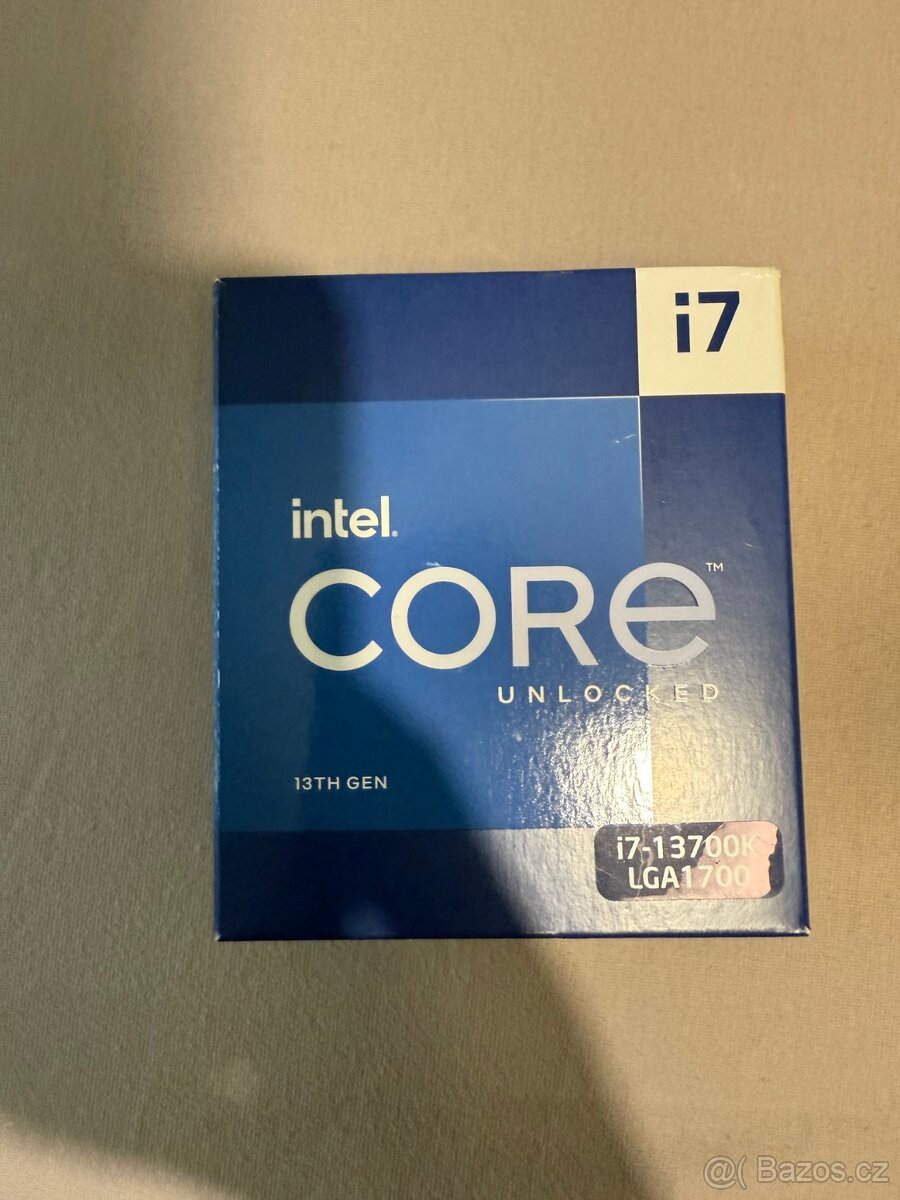 i7
intel.
CORE™
UNLOCKED
13TH GEN
i7-13700K
LGA1700
@( Bazos.cz